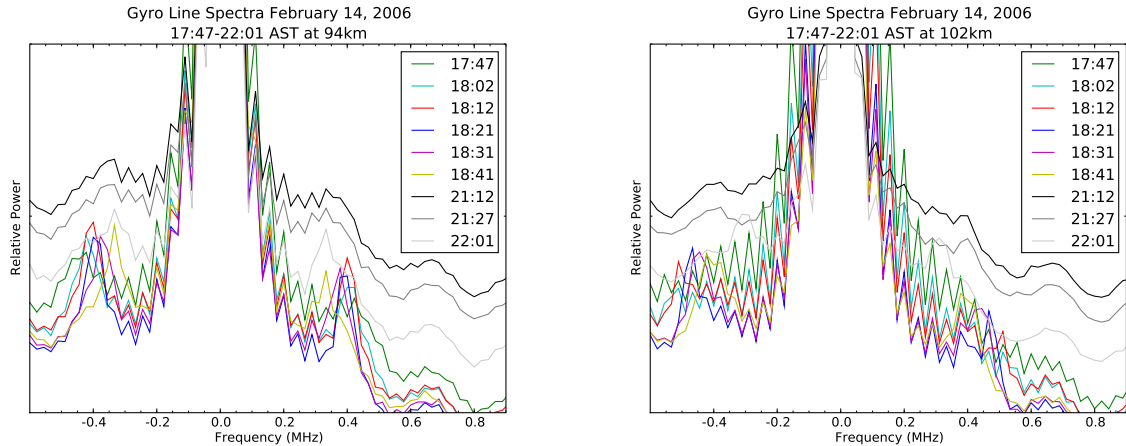 Gyro Line Spectra February 14, 2006
17:47-22:01 AST at 94km
Relative Power
17:47
18:02
18:12
18:21
18:31
18:41
21:12
21:27
22:01
-0.4 -0.2 0.0 0.2 0.4 0.6 0.8
Frequency (MHz)
Gyro Line Spectra February 14, 2006
17:47-22:01 AST at 102km
Relative Power
17:47
18:02
18:12
18:21
18:31
18:41
21:12
21:27
22:01
-0.4 -0.2 0.0 0.2 0.4 0.6 0.8
Frequency (MHz)